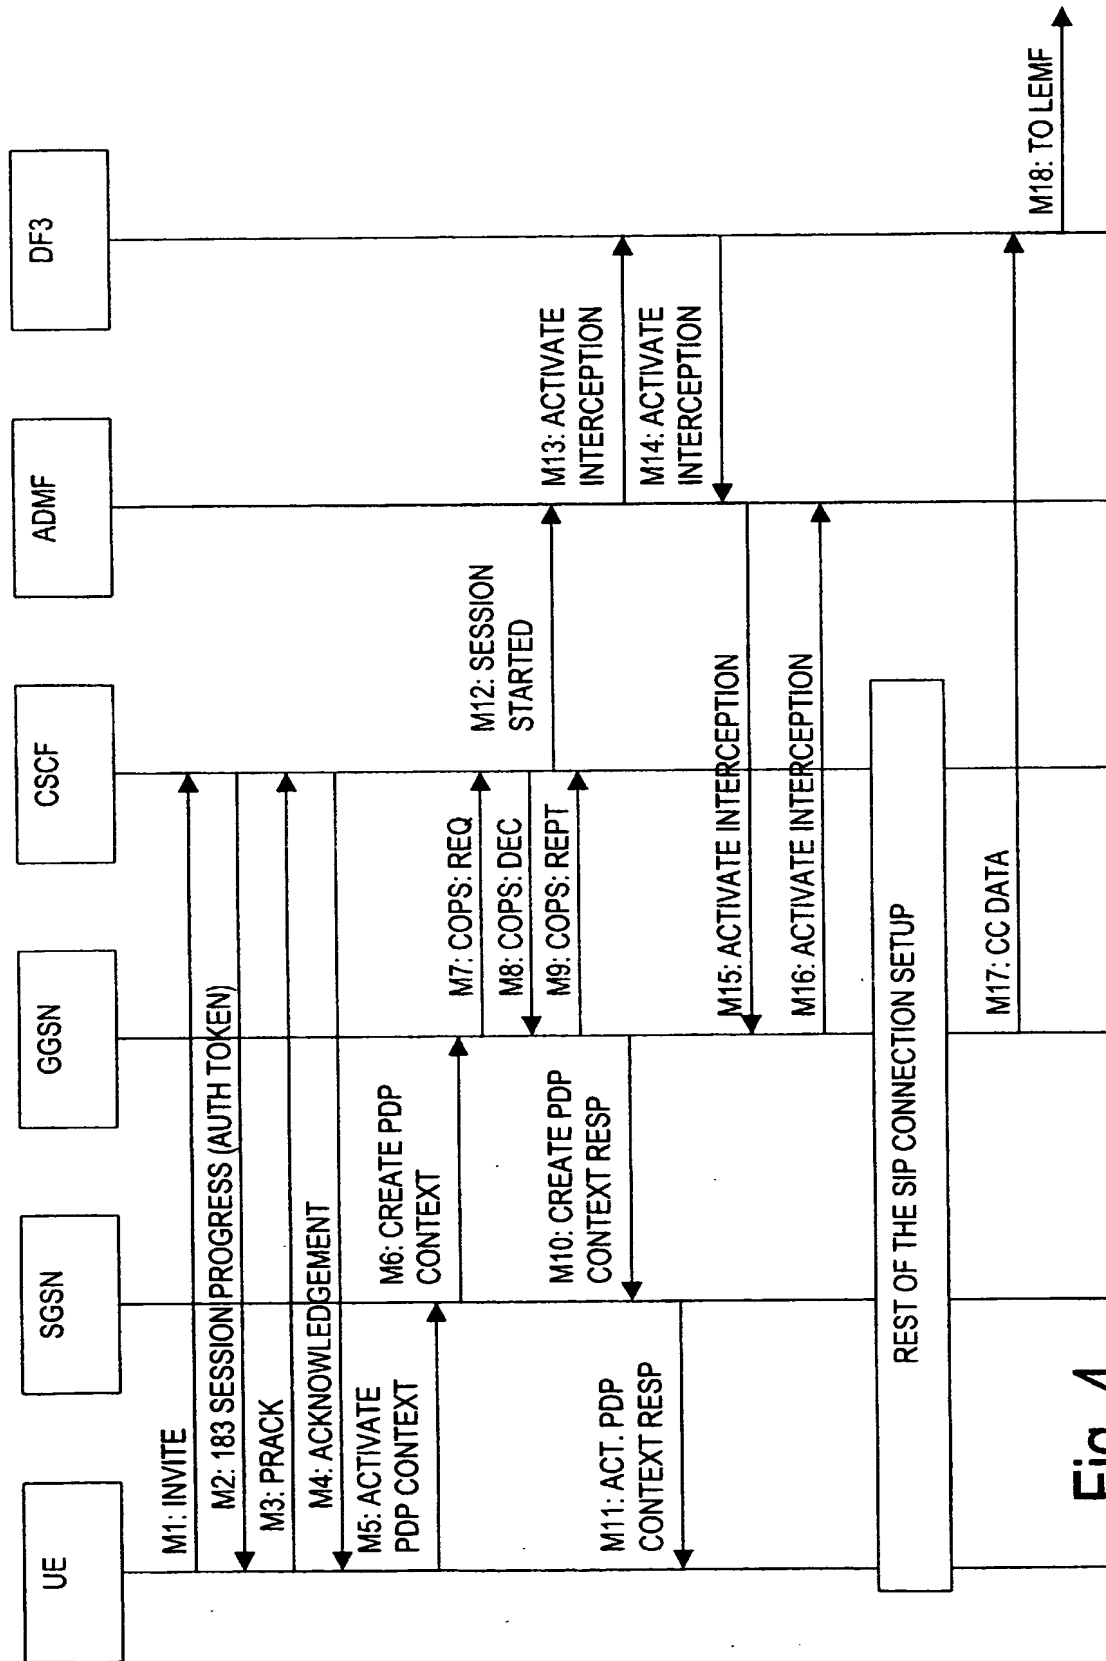 UE
SGSN
GGSN
CSCF
ADMF
DF3
M1: INVITE
M2: 183 SESSION PROGRESS (AUTH TOKEN)
M3: PRACK
M4: ACKNOWLEDGEMENT
M5: ACTIVATE
PDP CONTEXT
M6: CREATE PDP
CONTEXT
M7: COPS: REQ
M8: COPS: DEC
M9: COPS: REPT
M10: CREATE PDP
CONTEXT RESP
M11: ACT. PDP
CONTEXT RESP
M12: SESSION
STARTED
M13: ACTIVATE
INTERCEPTION
M14: ACTIVATE
INTERCEPTION
M15: ACTIVATE INTERCEPTION
M16: ACTIVATE INTERCEPTION
REST OF THE SIP CONNECTION SETUP
M17: CC DATA
M18: TO LEMF
Fig. 4